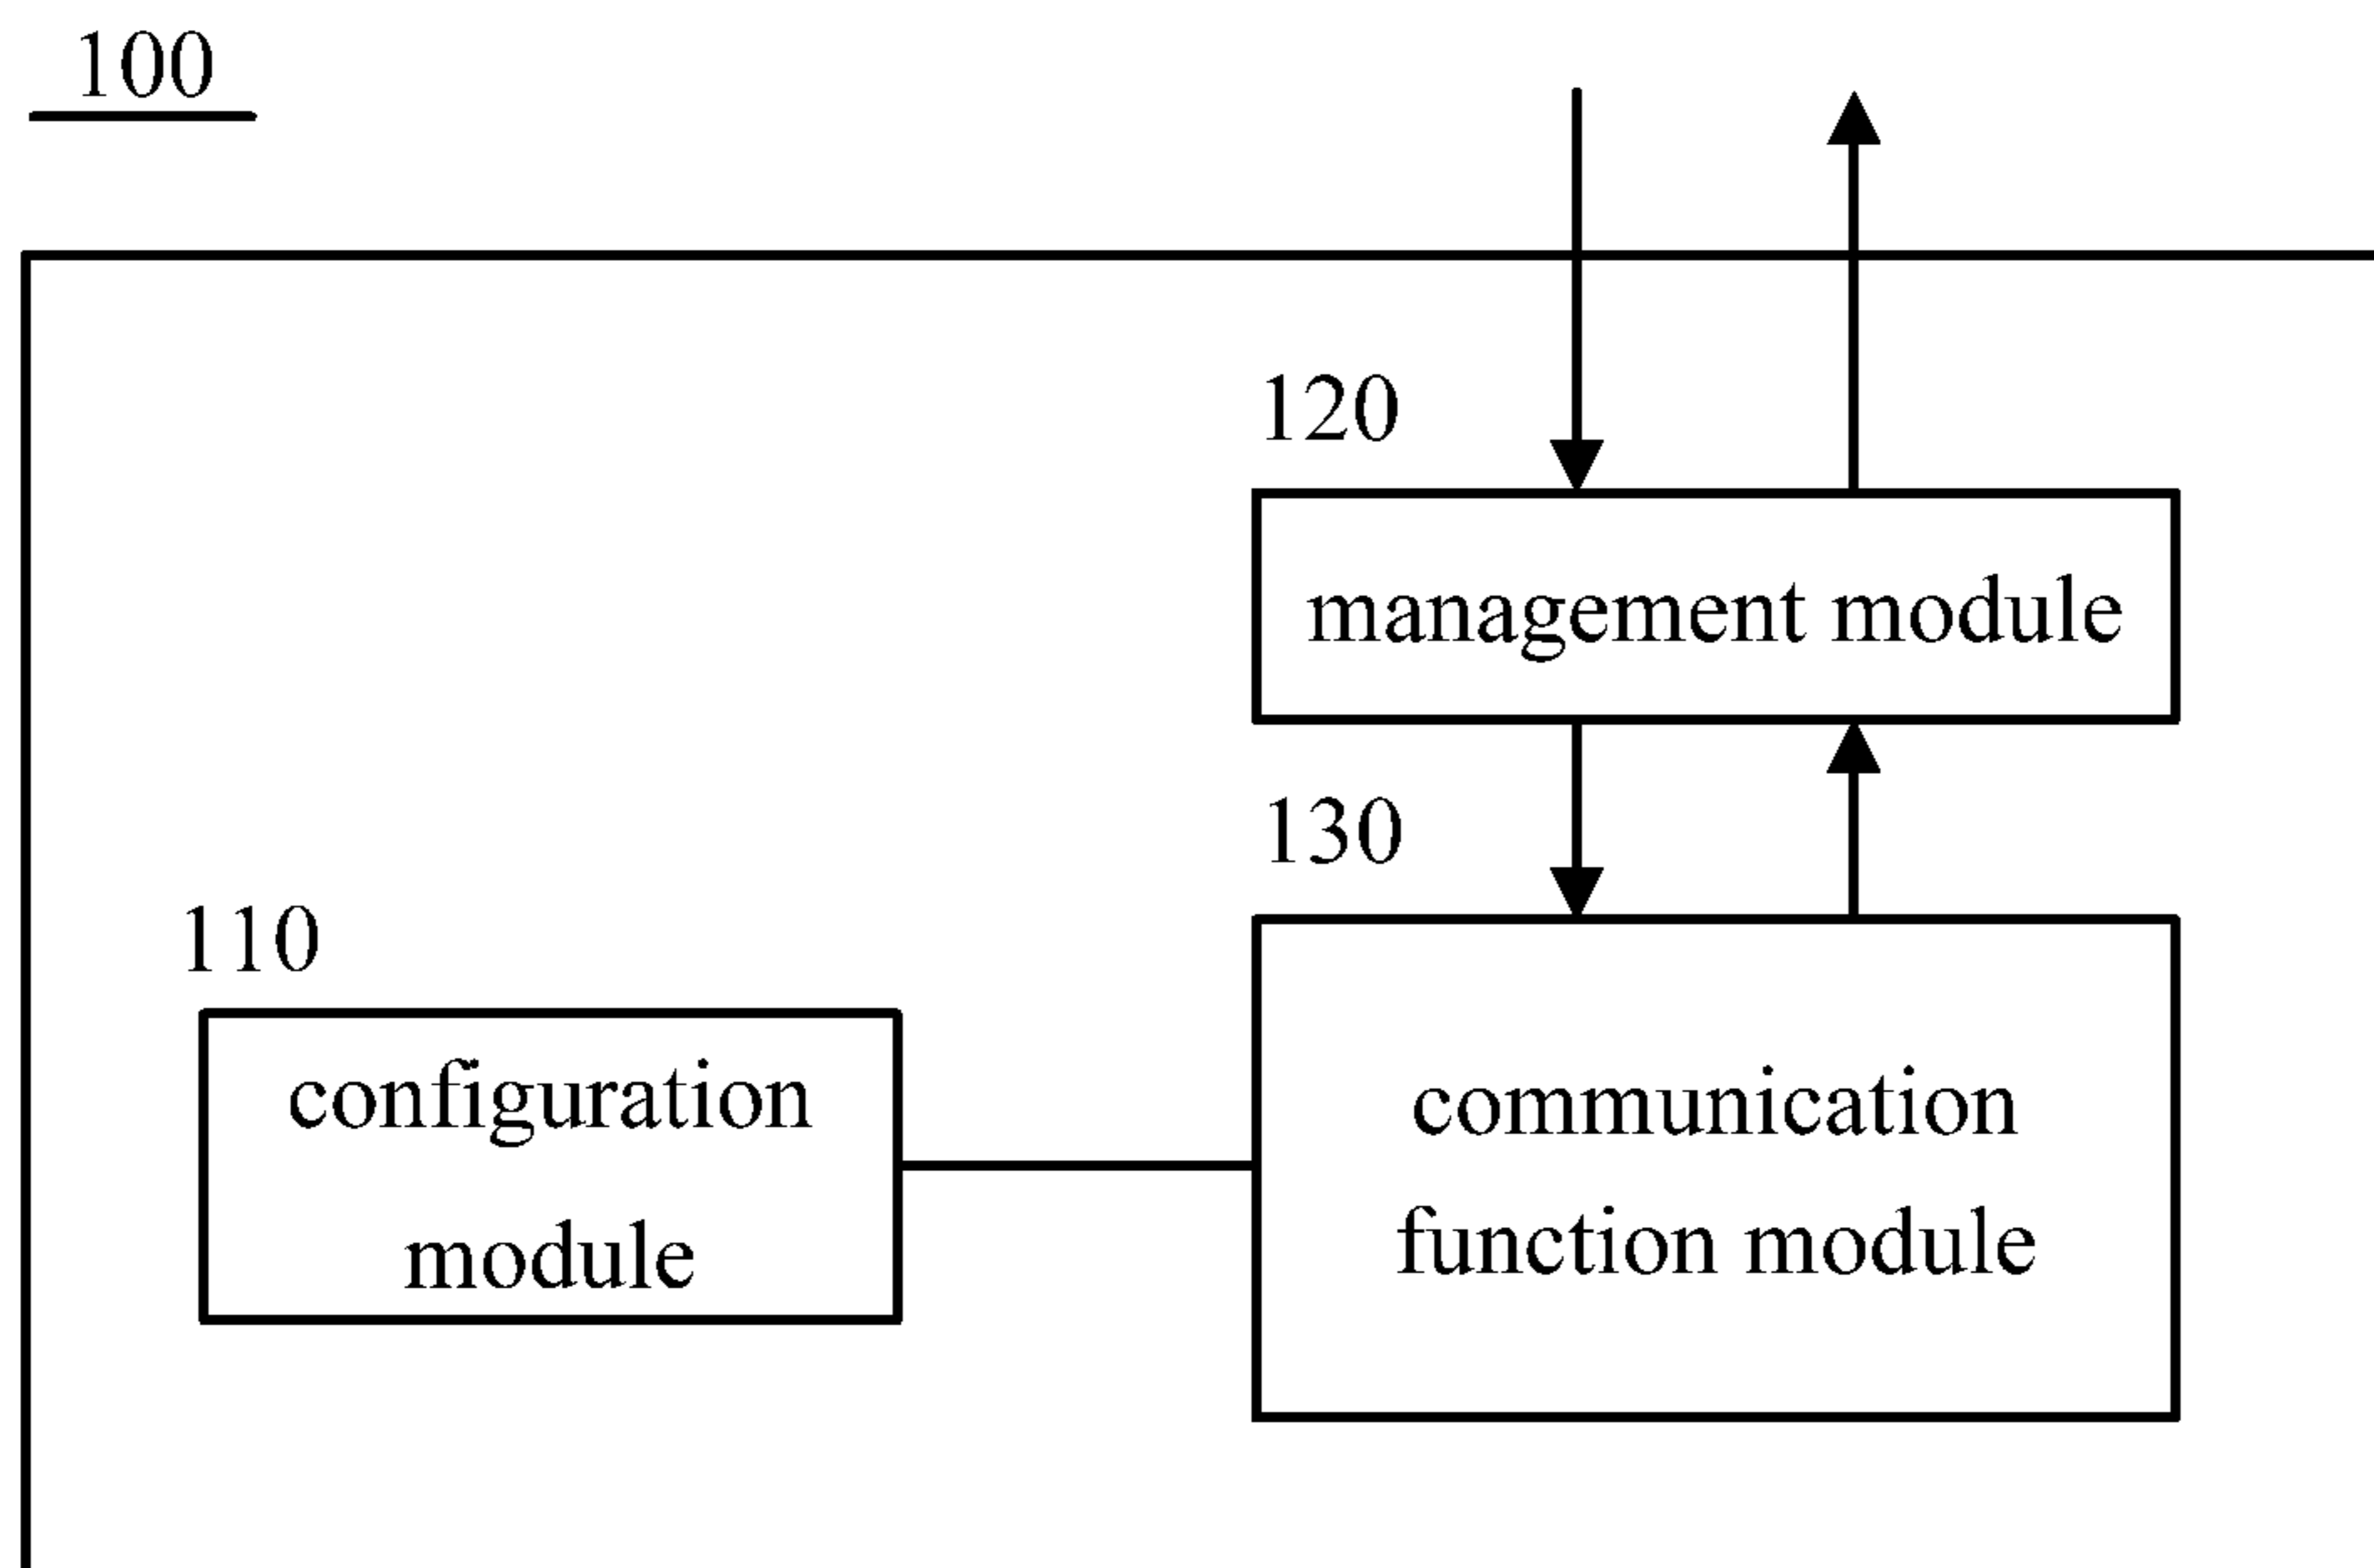 100
120
management module
130
110
configuration
module
communication
function module